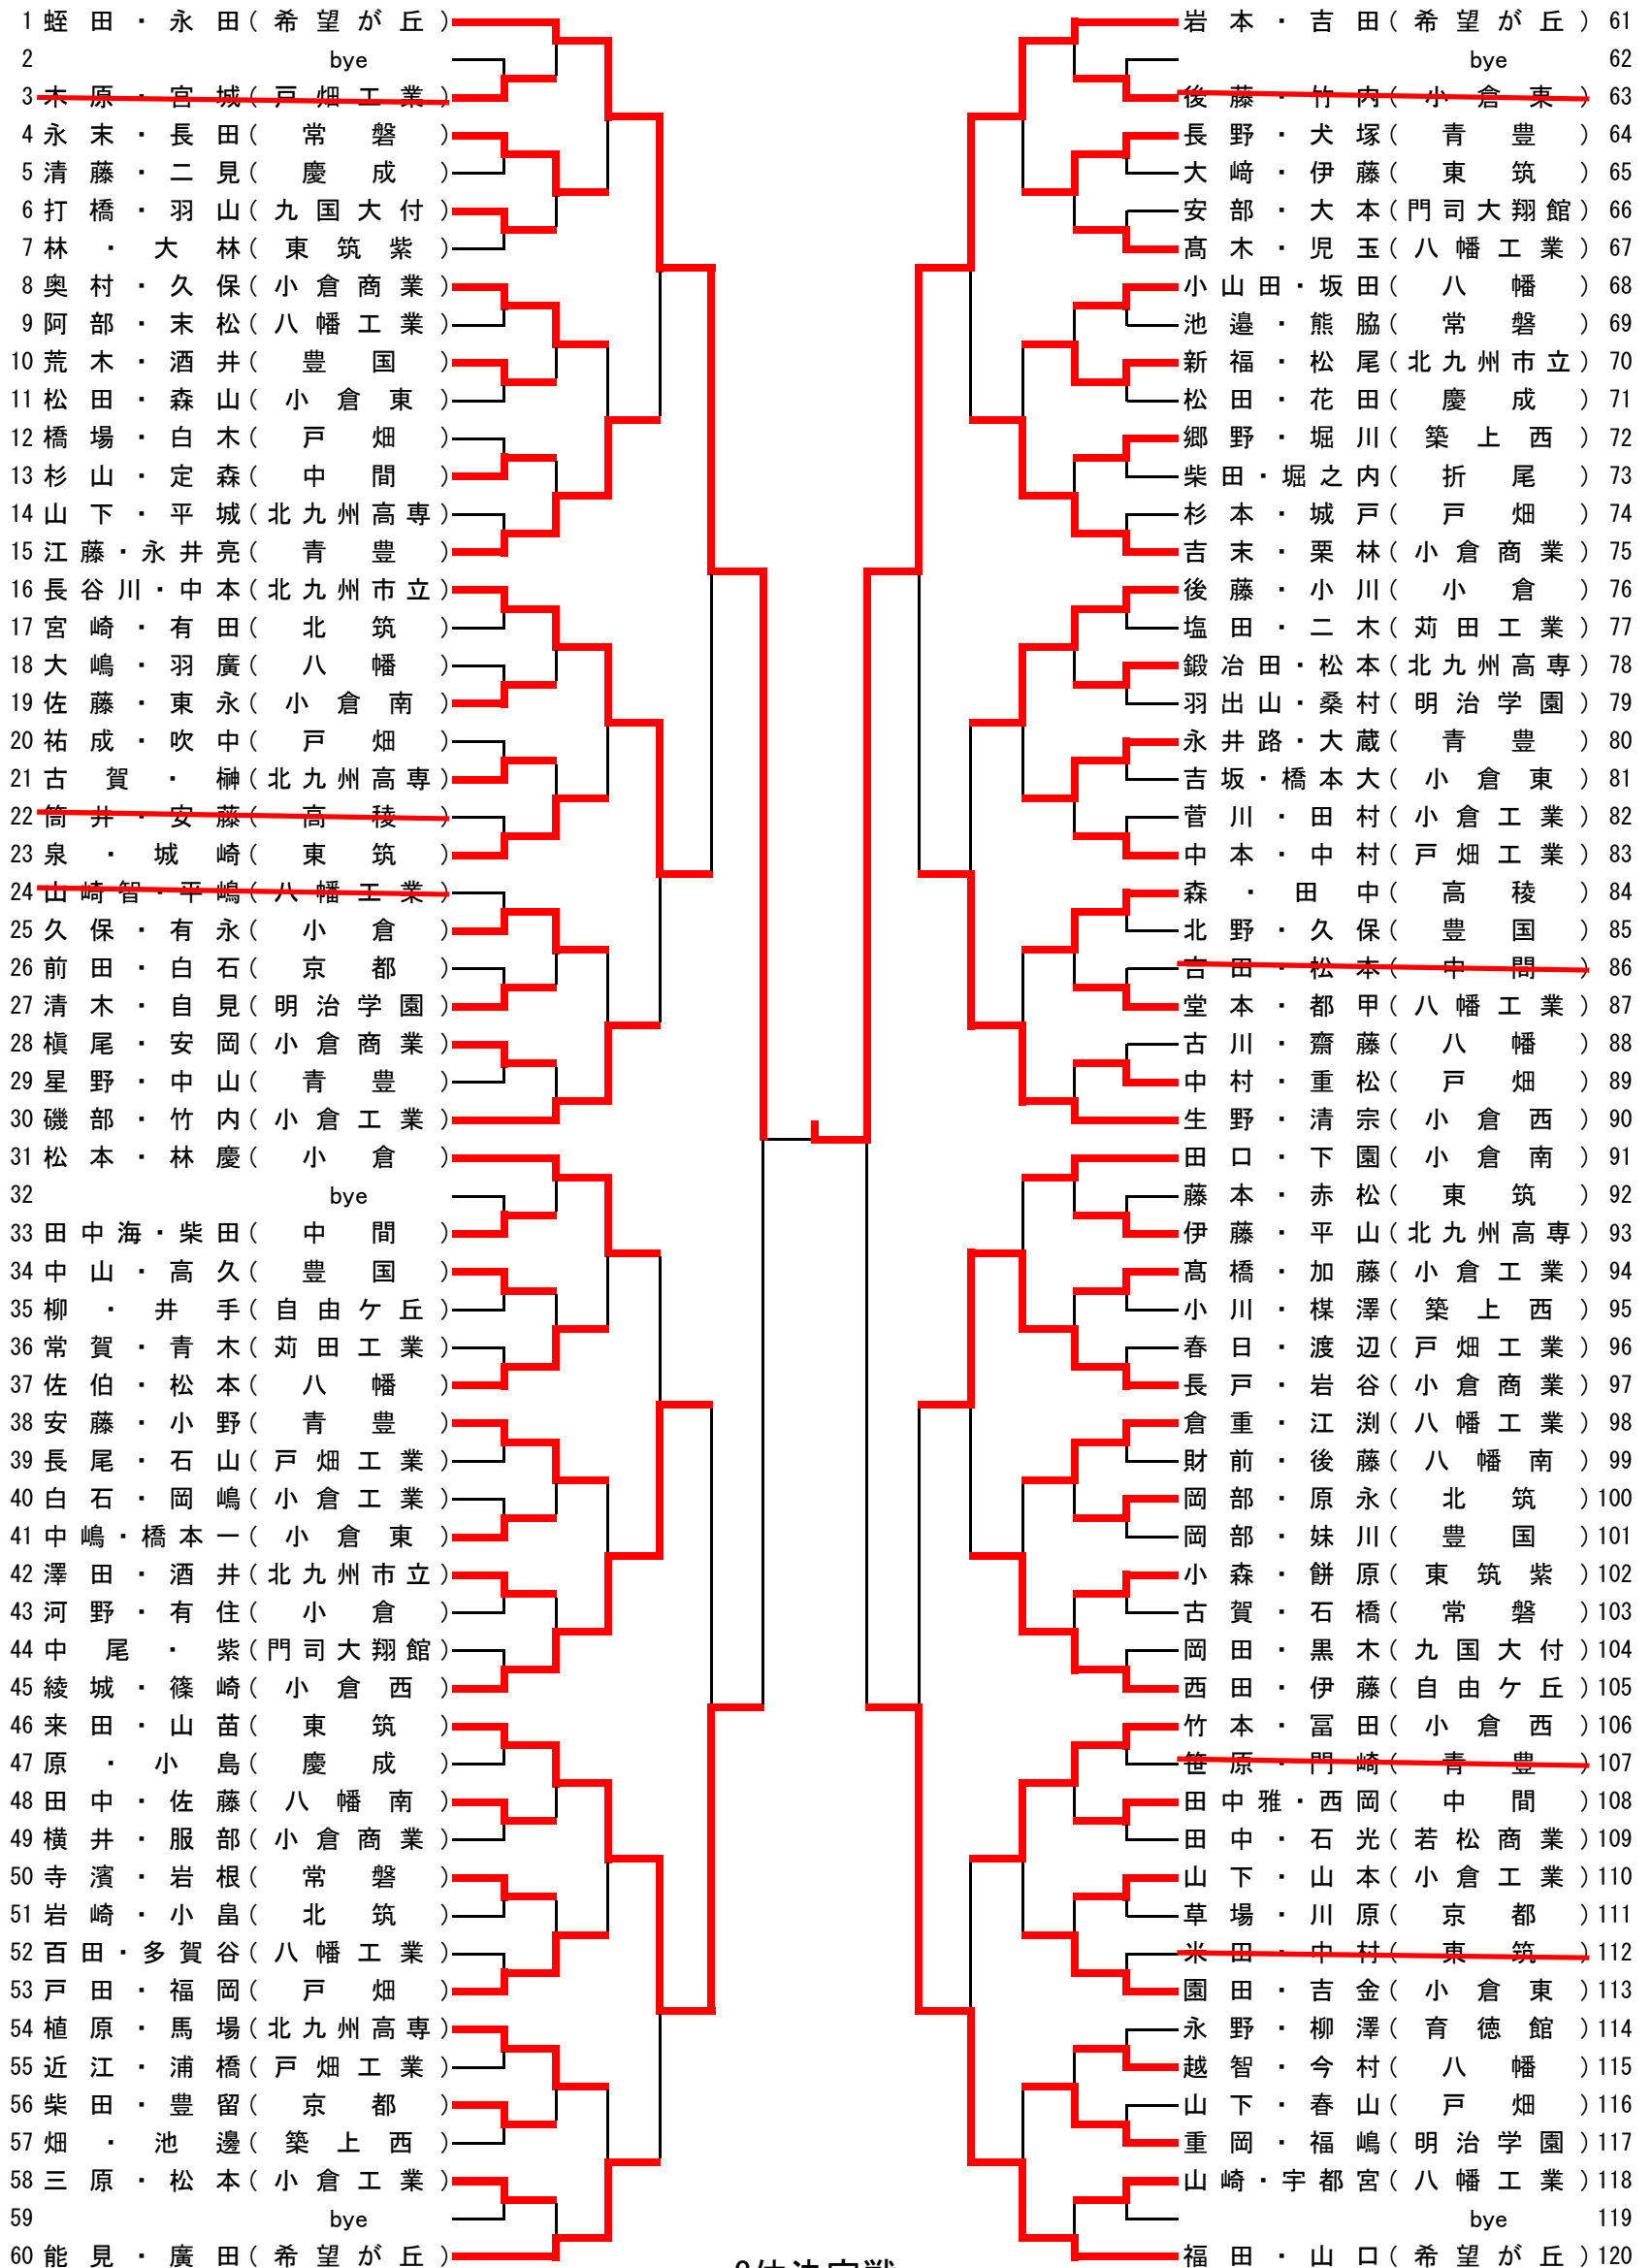 1 蛭田・永田(希望が丘)
2 bye
3 木原・宮城(戸畑工業)
4 永末・長田(常磐)
5 清藤・二見(慶成)
6 打橋・羽山(九国大付)
7 林・大林(東筑紫)
8 奥村・久保(小倉商業)
9 阿部・末松(八幡工業)
10 荒木・酒井(豊国)
11 松田・森山(小倉東)
12 橋場・白木(戸畑)
13 杉山・定森(中間)
14 山下・平城(北九州高専)
15 江藤・永井亮(青豊)
16 長谷川・中本(北九州市立)
17 宮崎・有田(北筑)
18 大嶋・羽廣(八幡)
19 佐藤・東永(小倉南)
20 祐成・吹中(戸畑)
21 古賀・榊(北九州高専)
22 筒井・安藤(高稜)
23 泉・城崎(東筑)
24 山崎智・平嶋(八幡工業)
25 久保・有永(小倉)
26 前田・白石(京都)
27 清木・自見(明治学園)
28 槇尾・安岡(小倉商業)
29 星野・中山(青豊)
30 磯部・竹内(小倉工業)
31 松本・林慶(小倉)
32 bye
33 田中海・柴田(中間)
34 中山・高久(豊国)
35 柳・井手(自由ケ丘)
36 常賀・青木(苅田工業)
37 佐伯・松本(八幡)
38 安藤・小野(青豊)
39 長尾・石山(戸畑工業)
40 白石・岡嶋(小倉工業)
41 中嶋・橋本一(小倉東)
42 澤田・酒井(北九州市立)
43 河野・有住(小倉)
44 中尾・紫(門司大翔館)
45 綾城・篠崎(小倉西)
46 来田・山苗(東筑)
47 原・小島(慶成)
48 田中・佐藤(八幡南)
49 横井・服部(小倉商業)
50 寺濱・岩根(常磐)
51 岩崎・小畠(北筑)
52 百田・多賀谷(八幡工業)
53 戸田・福岡(戸畑)
54 植原・馬場(北九州高専)
55 近江・浦橋(戸畑工業)
56 柴田・豊留(京都)
57 畑・池邊(築上西)
58 三原・松本(小倉工業)
59 bye
60 能見・廣田(希望が丘)
岩本・吉田(希望が丘) 61
bye 62
後藤・竹内(小倉東) 63
長野・犬塚(青豊) 64
大﨑・伊藤(東筑) 65
安部・大本(門司大翔館) 66
髙木・児玉(八幡工業) 67
小山田・坂田(八幡) 68
池邉・熊脇(常磐) 69
新福・松尾(北九州市立) 70
松田・花田(慶成) 71
郷野・堀川(築上西) 72
柴田・堀之内(折尾) 73
杉本・城戸(戸畑) 74
吉末・栗林(小倉商業) 75
後藤・小川(小倉) 76
塩田・二木(苅田工業) 77
鍛冶田・松本(北九州高専) 78
羽出山・桑村(明治学園) 79
永井路・大蔵(青豊) 80
吉坂・橋本大(小倉東) 81
菅川・田村(小倉工業) 82
中本・中村(戸畑工業) 83
森・田中(高稜) 84
北野・久保(豊国) 85
吉田・松本(中間) 86
堂本・都甲(八幡工業) 87
古川・齋藤(八幡) 88
中村・重松(戸畑) 89
生野・清宗(小倉西) 90
田口・下園(小倉南) 91
藤本・赤松(東筑) 92
伊藤・平山(北九州高専) 93
髙橋・加藤(小倉工業) 94
小川・楳澤(築上西) 95
春日・渡辺(戸畑工業) 96
長戸・岩谷(小倉商業) 97
倉重・江渕(八幡工業) 98
財前・後藤(八幡南) 99
岡部・原永(北筑) 100
岡部・妹川(豊国) 101
小森・餅原(東筑紫) 102
古賀・石橋(常磐) 103
岡田・黒木(九国大付) 104
西田・伊藤(自由ケ丘) 105
竹本・冨田(小倉西) 106
笹原・門崎(青豊) 107
田中雅・西岡(中間) 108
田中・石光(若松商業) 109
山下・山本(小倉工業) 110
草場・川原(京都) 111
米田・中村(東筑) 112
園田・吉金(小倉東) 113
永野・柳澤(育徳館) 114
越智・今村(八幡) 115
山下・春山(戸畑) 116
重岡・福嶋(明治学園) 117
山崎・宇都宮(八幡工業) 118
bye 119
福田・山口(希望が丘) 120